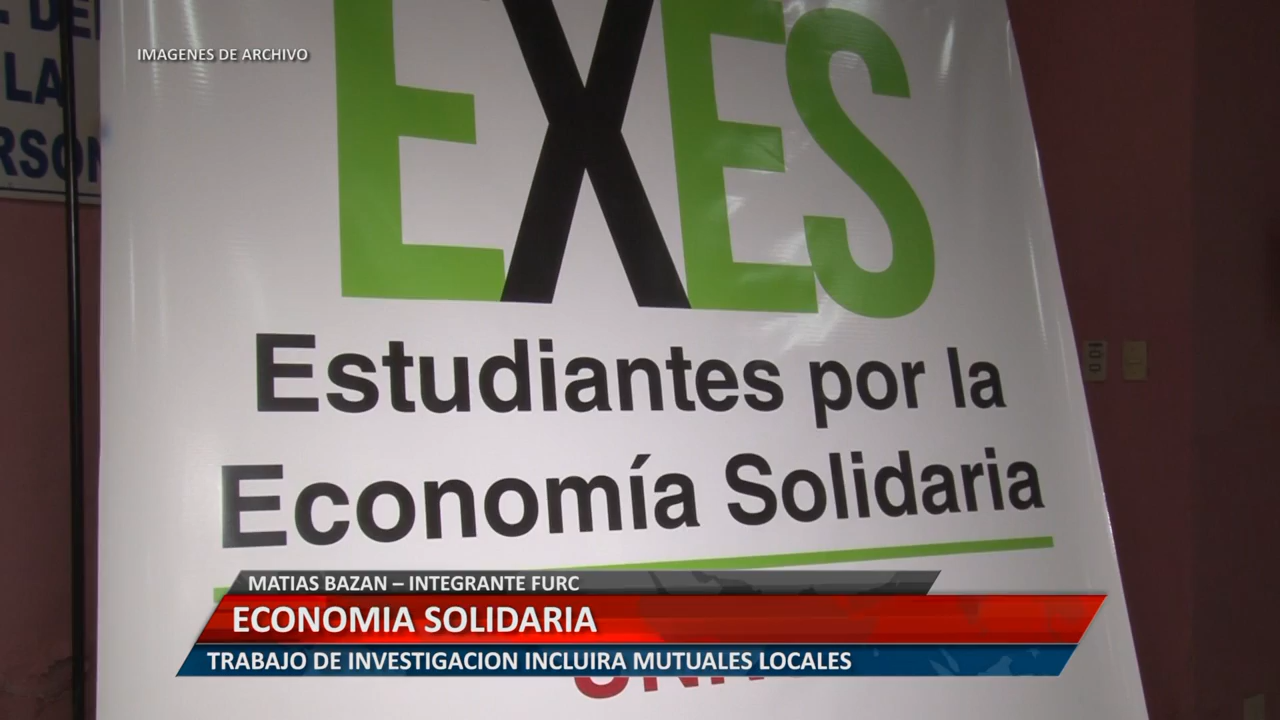 IMAGENES DE ARCHIVO
LA
EXES
Estudiantes por la
Economía Solidaria
MATIAS BAZAN – INTEGRANTE FURC
ECONOMIA SOLIDARIA
TRABAJO DE INVESTIGACION INCLUIRA MUTUALES LOCALES